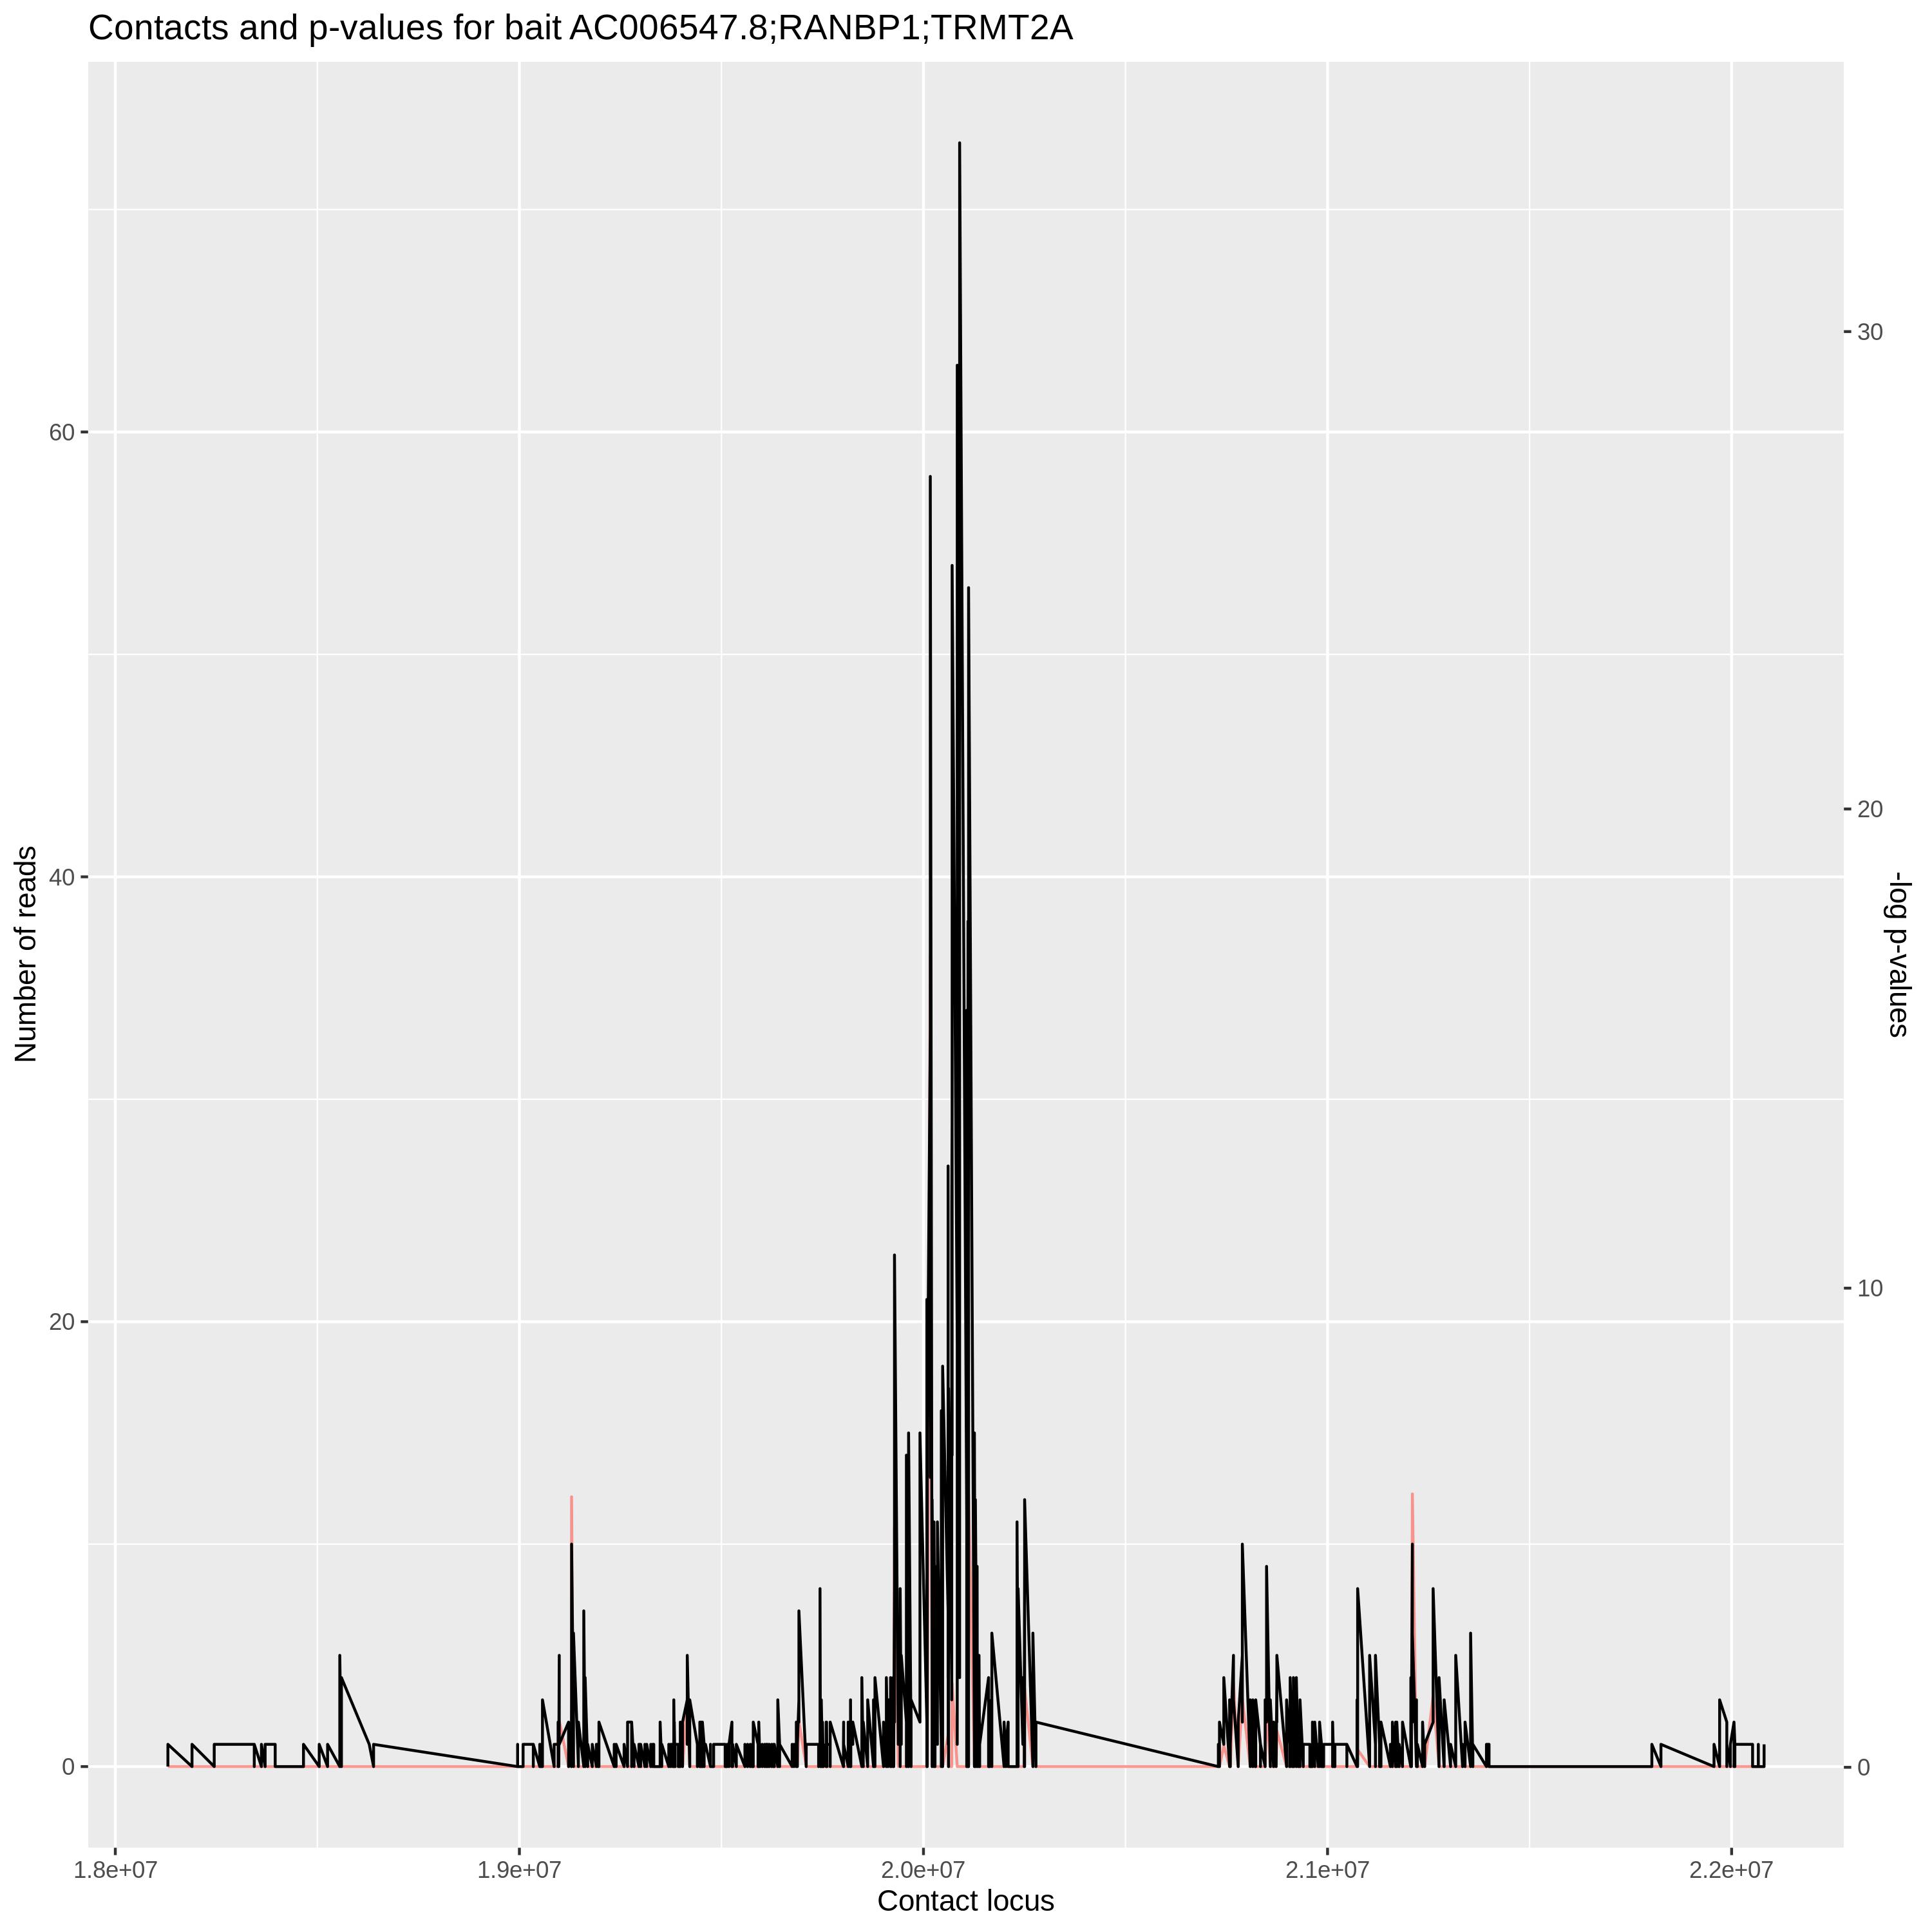 Contacts and p-values for bait AC006547.8;RANBP1;TRMT2A
60
40
20
0
Number of reads
30
20
10
0
-log p-values
1.8e+07 1.9e+07 2.0e+07 2.1e+07 2.2e+07
Contact locus